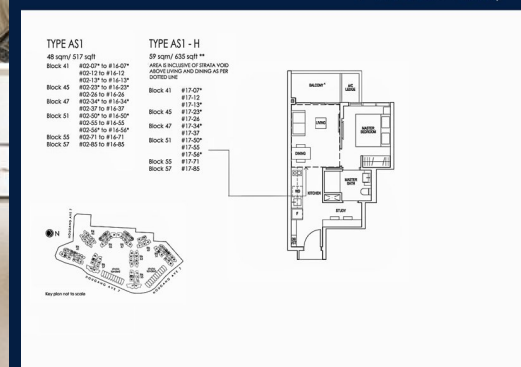 TYPE AS1
48 sqm/ 517 sqft
Block 41 #02-07* to #16-07*
#02-12 to #16-12
#02-13* to #16-13*
Block 45 #02-23* to #16-23*
#02-26 to #16-26
Block 47 #02-34* to #16-34*
#02-37 to #16-37
Block 51 #02-50* to #16-50*
#02-55 to #16-55
#02-56* to #16-56*
Block 55 #02-71 to #16-71
Block 57 #02-85 to #16-85
TYPE AS1 - H
59 sqm/ 635 sqft **
AREA IS INCLUSIVE OF STRATA VOID
ABOVE LIVING AND DINING AS PER
DOTTED LINE
Block 41 #17-07*
#17-12
#17-13*
Block 45 #17-23*
#17-26
Block 47 #17-34*
#17-37
Block 51 #17-50*
#17-55
#17-56*
Block 55 #17-71
Block 57 #17-85
BALCONY*
A/C
LEDGE
LIVING
MASTER
BEDROOM
DINING
MASTER
BATH
KITCHEN
STUDY
F
N
HOUGANG AVE 2
HOUGANG AVE 7
Key plan not to scale